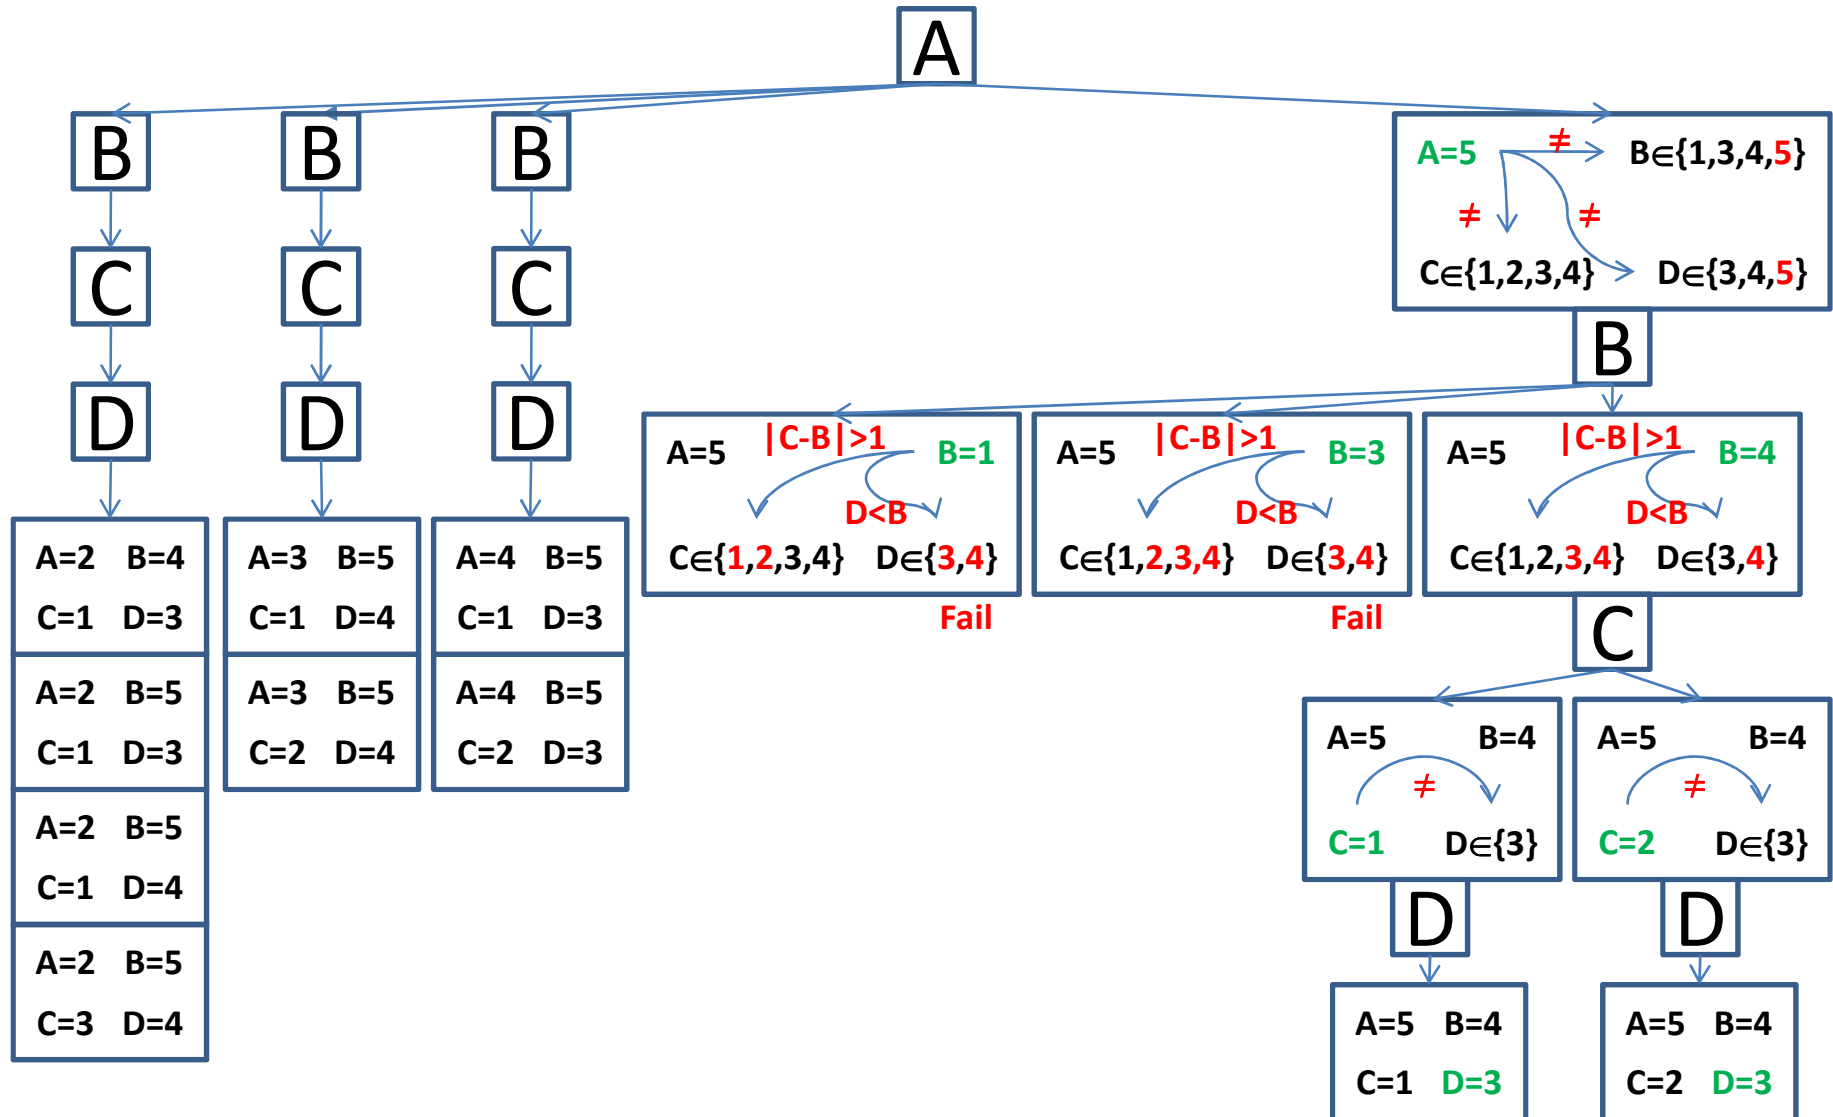 A
B
B
B
A=5 ≠ B∈{1,3,4,5}
≠ ≠
C∈{1,2,3,4} D∈{3,4,5}
C
C
C
B
D
D
D
A=5 |C-B|>1 B=1
D<B
C∈{1,2,3,4} D∈{3,4}
Fail
A=5 |C-B|>1 B=3
D<B
C∈{1,2,3,4} D∈{3,4}
Fail
A=5 |C-B|>1 B=4
D<B
C∈{1,2,3,4} D∈{3,4}
C
A=2 B=4
C=1 D=3
A=2 B=5
C=1 D=3
A=2 B=5
C=1 D=4
A=2 B=5
C=3 D=4
A=3 B=5
C=1 D=4
A=3 B=5
C=2 D=4
A=4 B=5
C=1 D=3
A=4 B=5
C=2 D=3
A=5 B=4
≠
C=1 D∈{3}
D
A=5 B=4
C=1 D=3
A=5 B=4
≠
C=2 D∈{3}
D
A=5 B=4
C=2 D=3